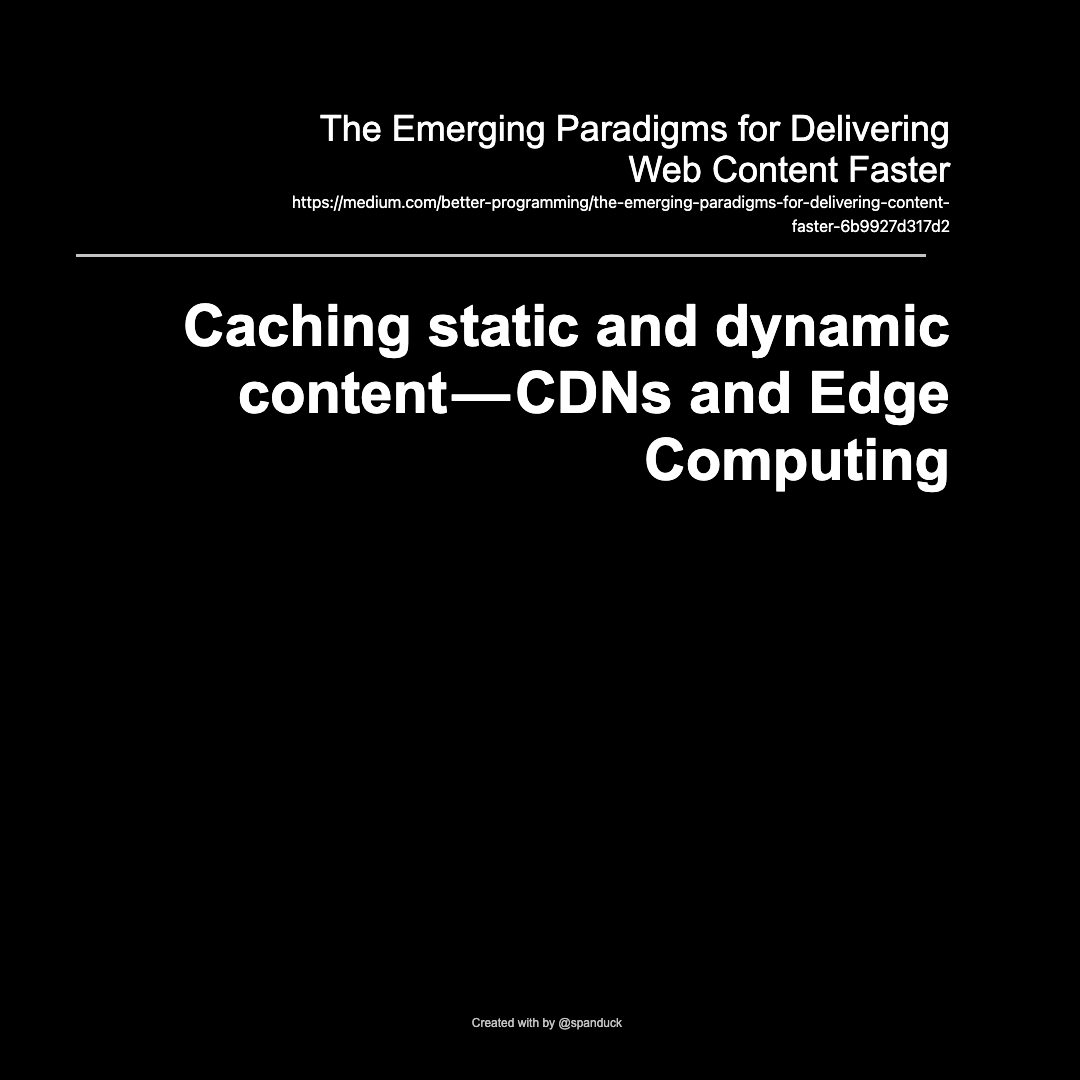 The Emerging Paradigms for Delivering
Web Content Faster
https://medium.com/better-programming/the-emerging-paradigms-for-delivering-content-
faster-6b9927d317d2
Caching static and dynamic
content — CDNs and Edge
Computing
Created with by @spanduck